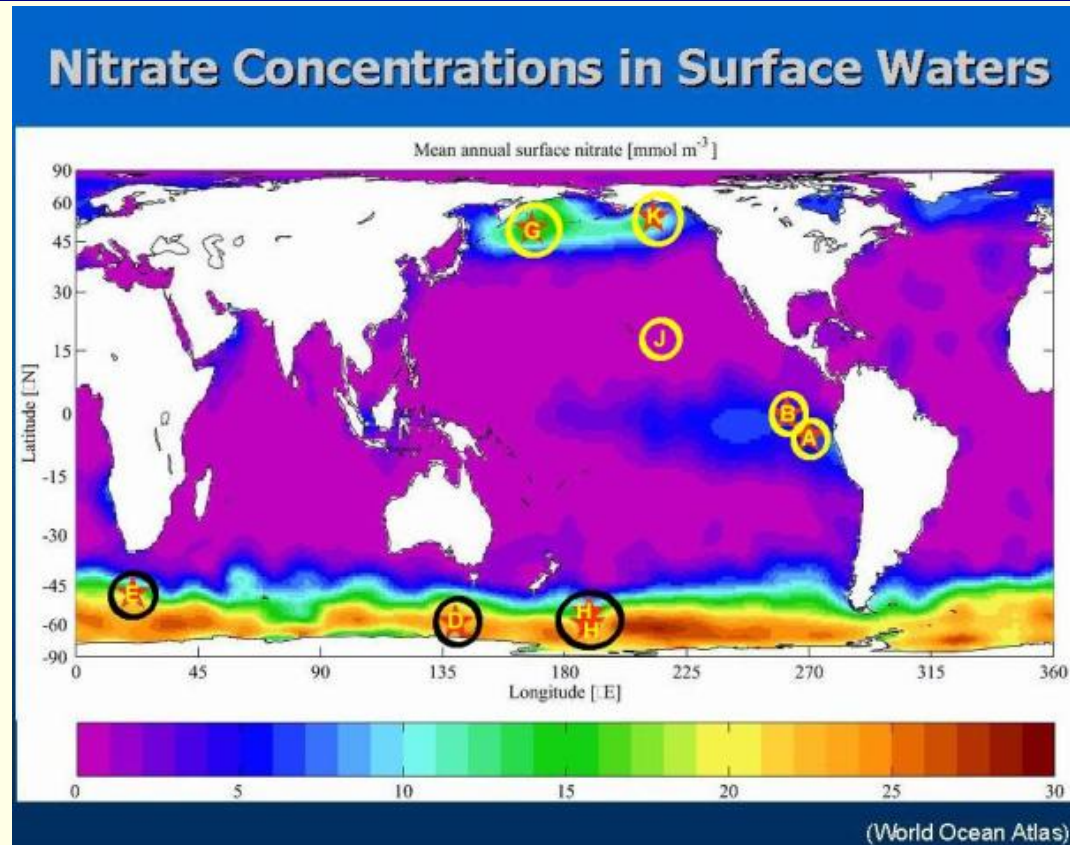 Nitrate Concentrations in Surface Waters
Mean annual surface nitrate [mmol m⁻³]
90
60
45
30
15
0
-15
-30
-45
-60
-90
Latitude [▯N]
G
K
J
B
A
E
D
H
H
0 45 90 135 180 225 270 315 360
Longitude [▯E]
0 5 10 15 20 25 30
(World Ocean Atlas)